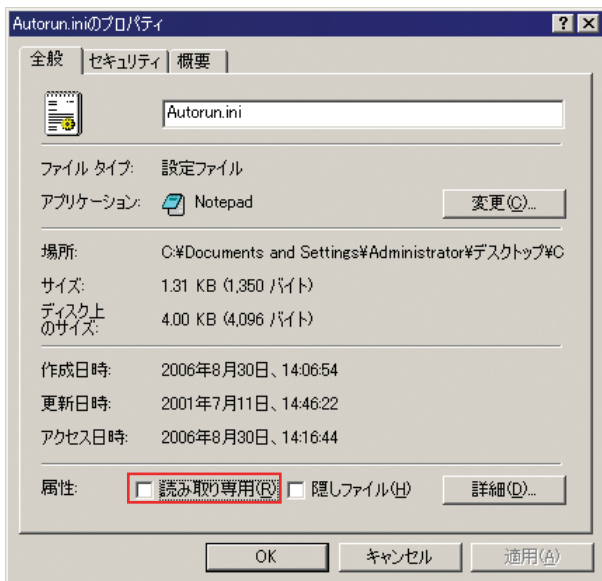 Autorun.iniのプロパティ
全般 セキュリティ 概要
Autorun.ini
ファイル タイプ: 設定ファイル
アプリケーション: Notepad 変更(C)...
場所: C:¥Documents and Settings¥Administrator¥デスクトップ¥C
サイズ: 1.31 KB (1,350 バイト)
ディスク上
のサイズ: 4.00 KB (4,096 バイト)
作成日時: 2006年8月30日、14:06:54
更新日時: 2001年7月11日、14:46:22
アクセス日時: 2006年8月30日、14:16:44
属性: 読み取り専用(R) 隠しファイル(H) 詳細(D)...
OK キャンセル 適用(A)